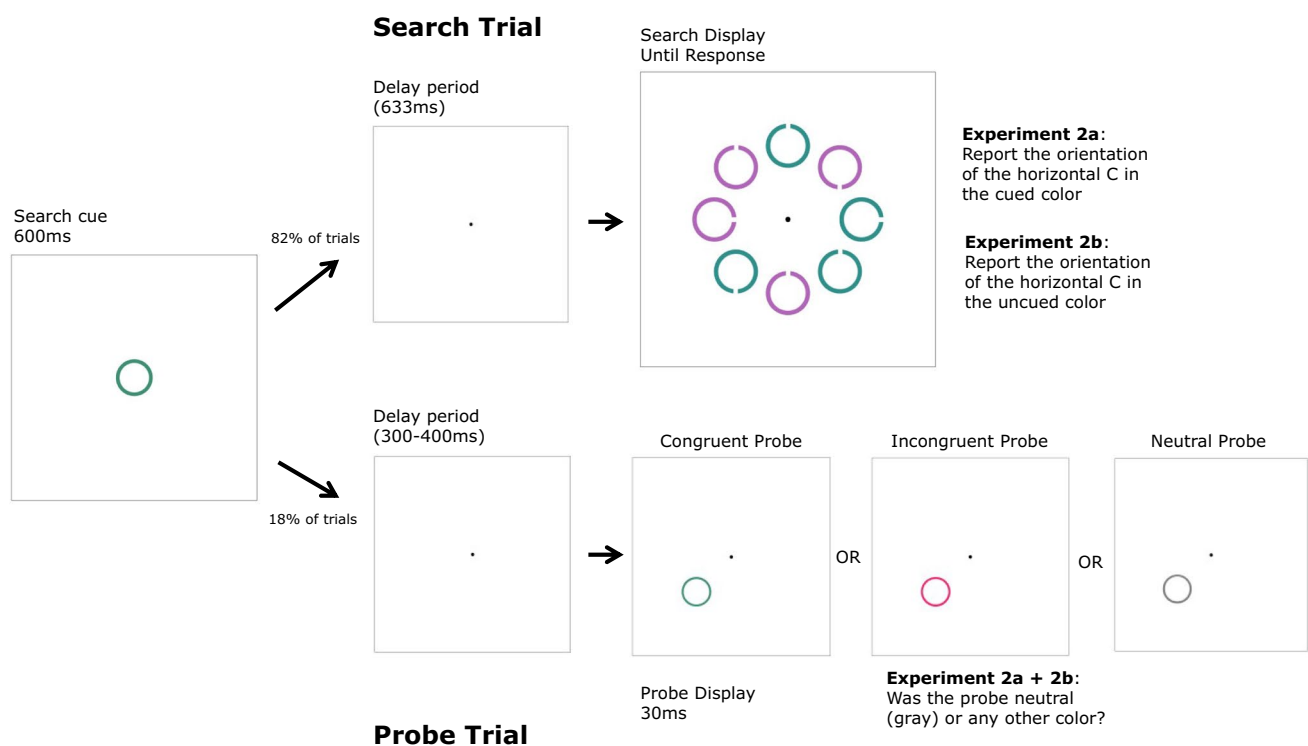 Search Trial
Search Display
Until Response
Delay period
(633ms)
Experiment 2a:
Report the orientation
of the horizontal C in
the cued color
Search cue
600ms
82% of trials
Experiment 2b:
Report the orientation
of the horizontal C in
the uncued color
Delay period
(300-400ms)
Congruent Probe
Incongruent Probe
Neutral Probe
18% of trials
OR
OR
Probe Display
30ms
Experiment 2a + 2b:
Was the probe neutral
(gray) or any other color?
Probe Trial